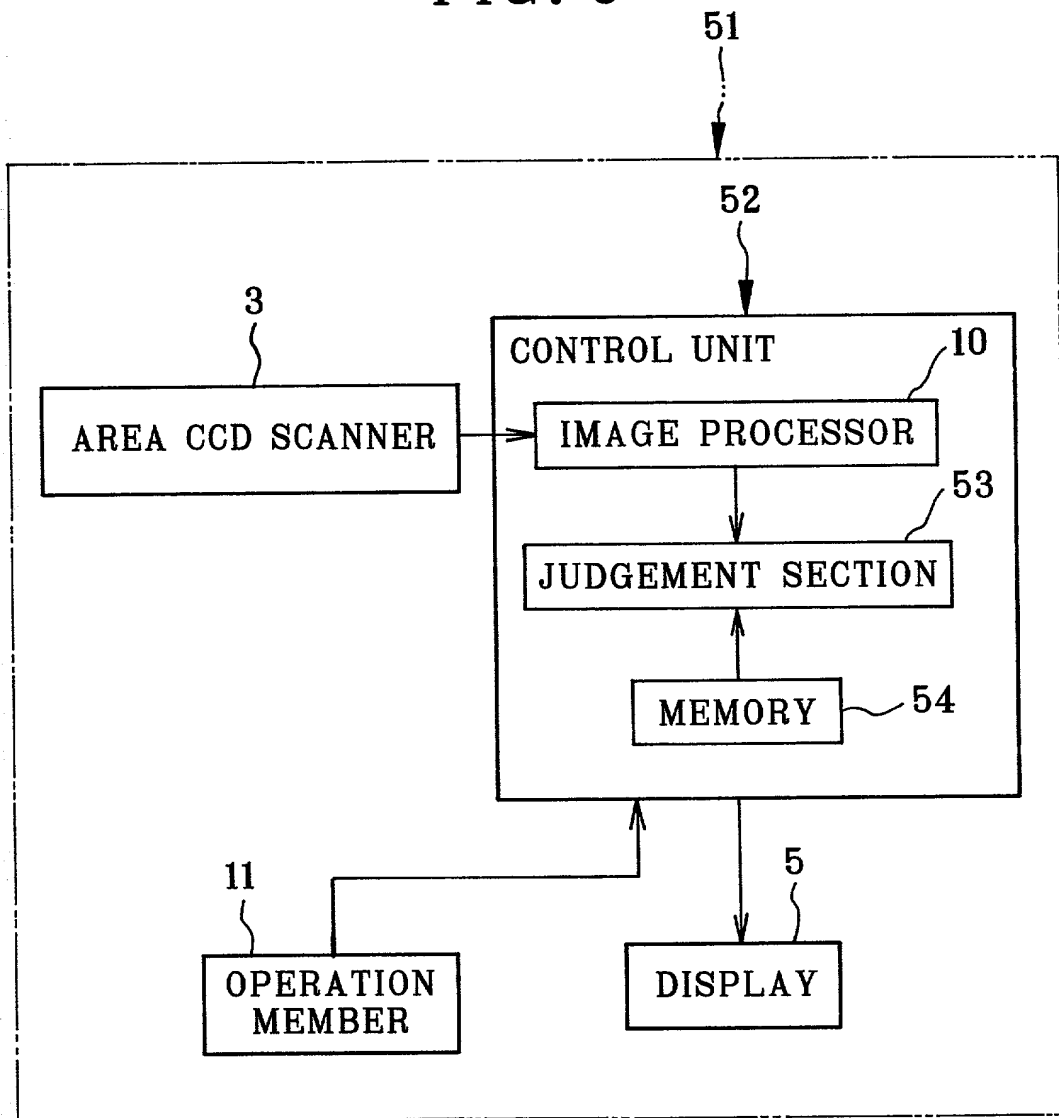 51
52
3
CONTROL UNIT
10
AREA CCD SCANNER
IMAGE PROCESSOR
53
JUDGEMENT SECTION
MEMORY
54
11
5
OPERATION
MEMBER
DISPLAY